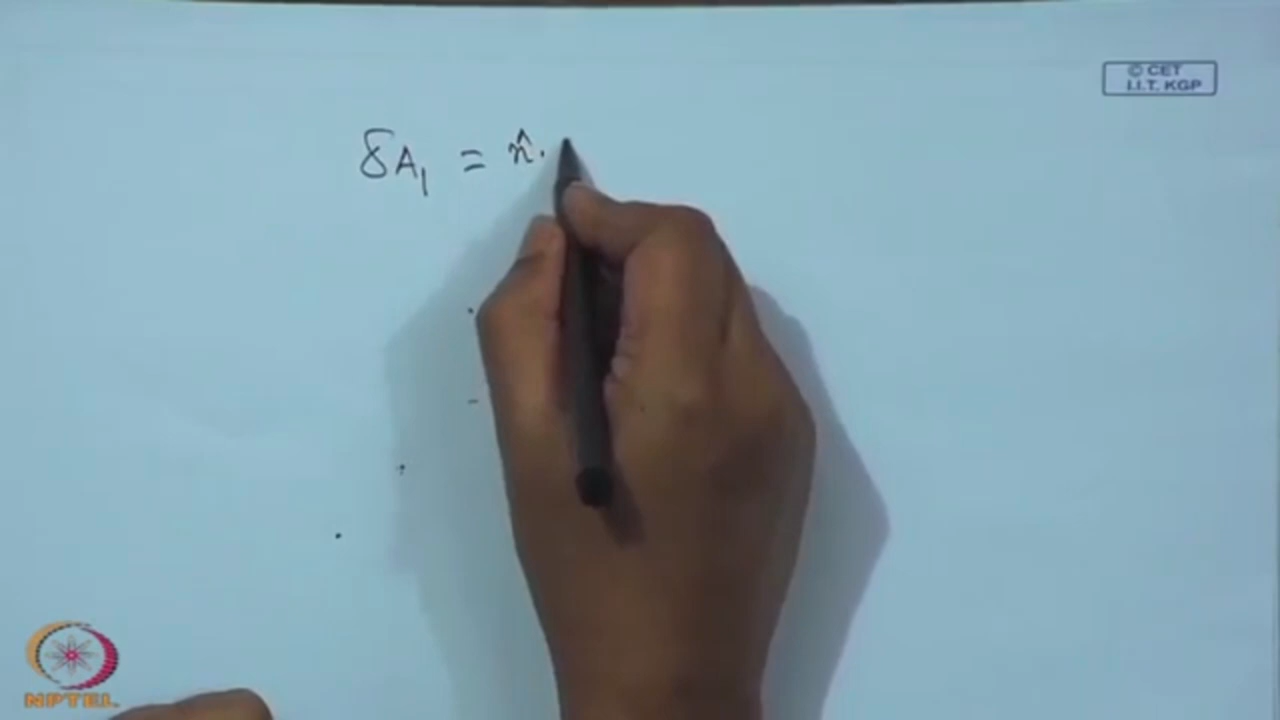 © CET
I.I.T. KGP
δA₁ = n̂.
NPTEL